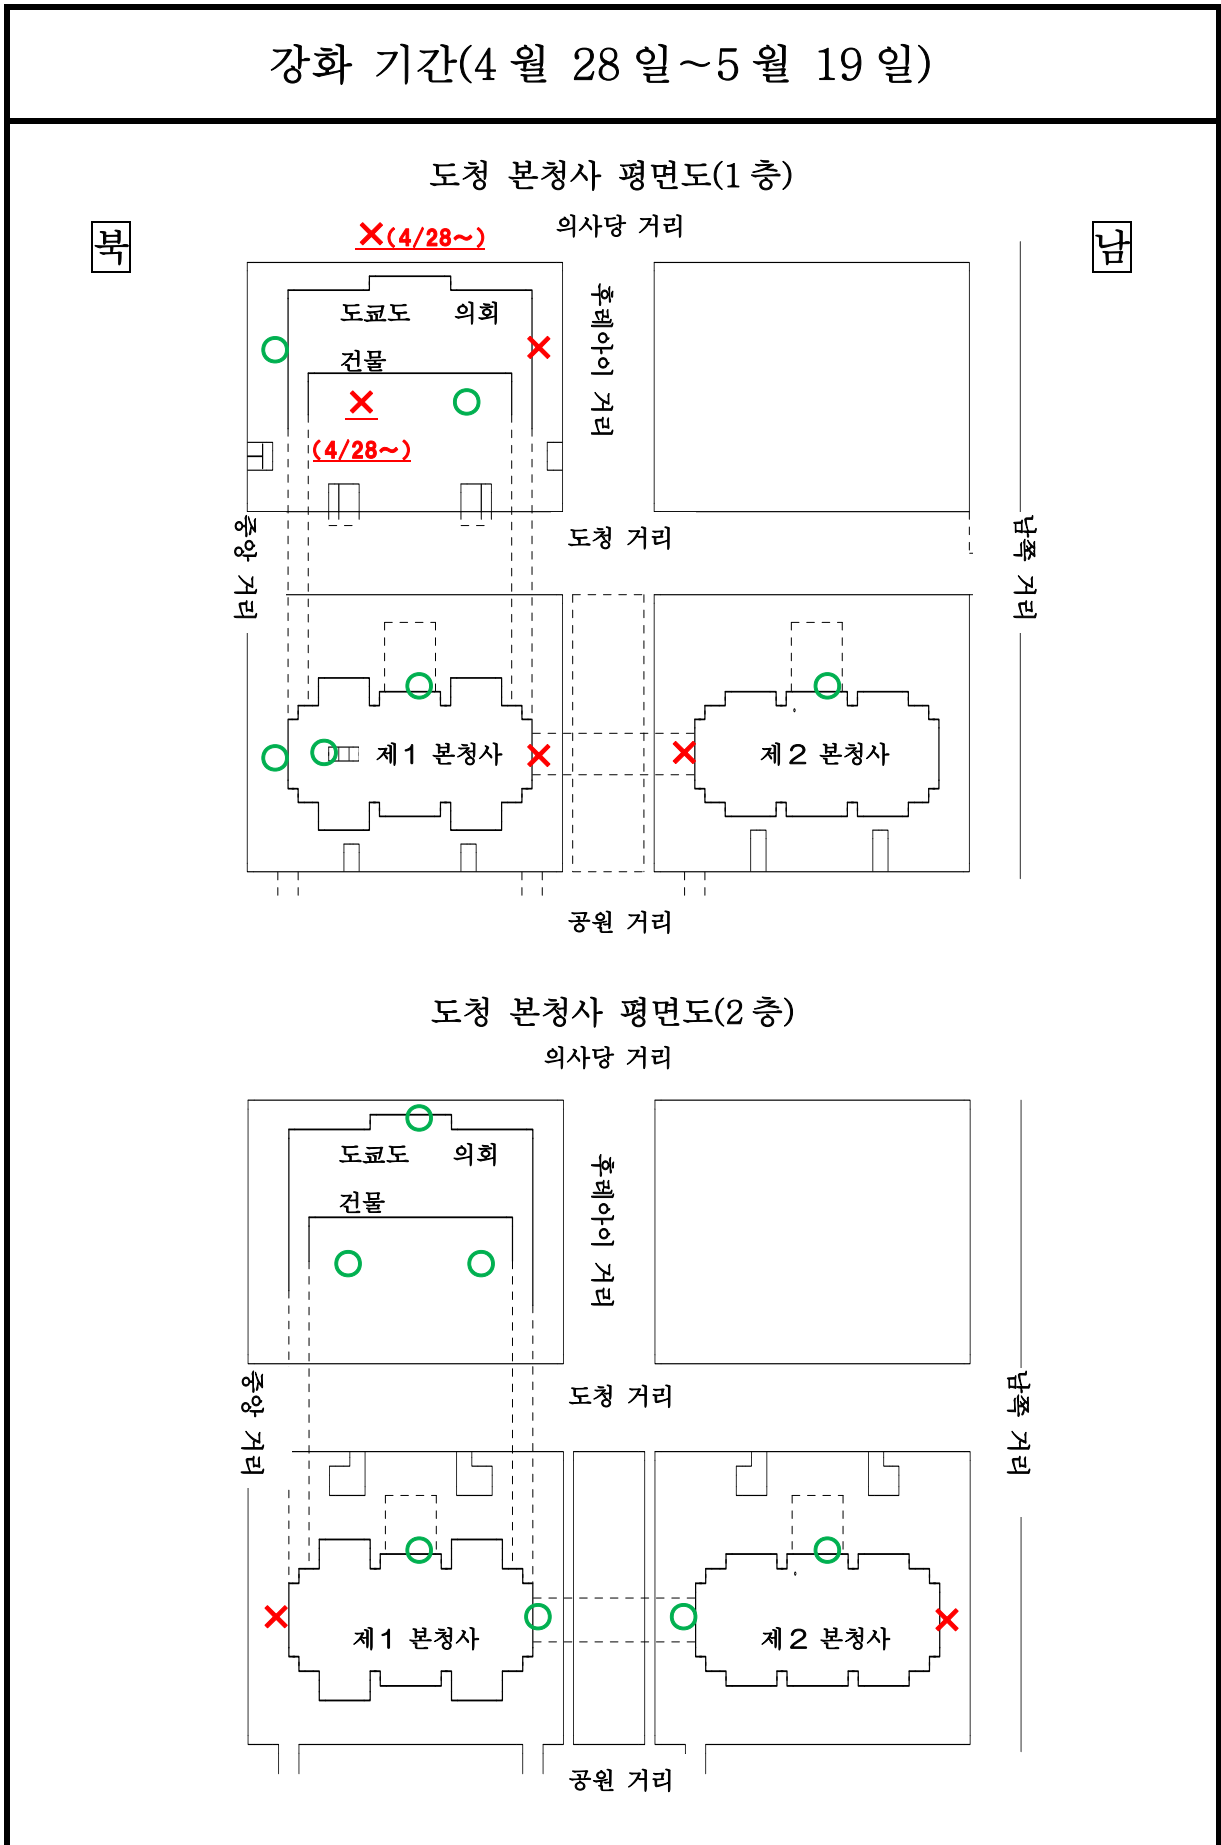 강화 기간(4월 28일~5월 19일)
도청 본청사 평면도(1층)
북
×(4/28~)
의사당 거리
남
도쿄도 의회
건물
후레아이 거리
×
×
(4/28~)
중앙 거리
도청 거리
남쪽 거리
제1 본청사
×
×
제2 본청사
공원 거리
도청 본청사 평면도(2층)
의사당 거리
도쿄도 의회
건물
후레아이 거리
중앙 거리
도청 거리
남쪽 거리
×
제1 본청사
제2 본청사
×
공원 거리